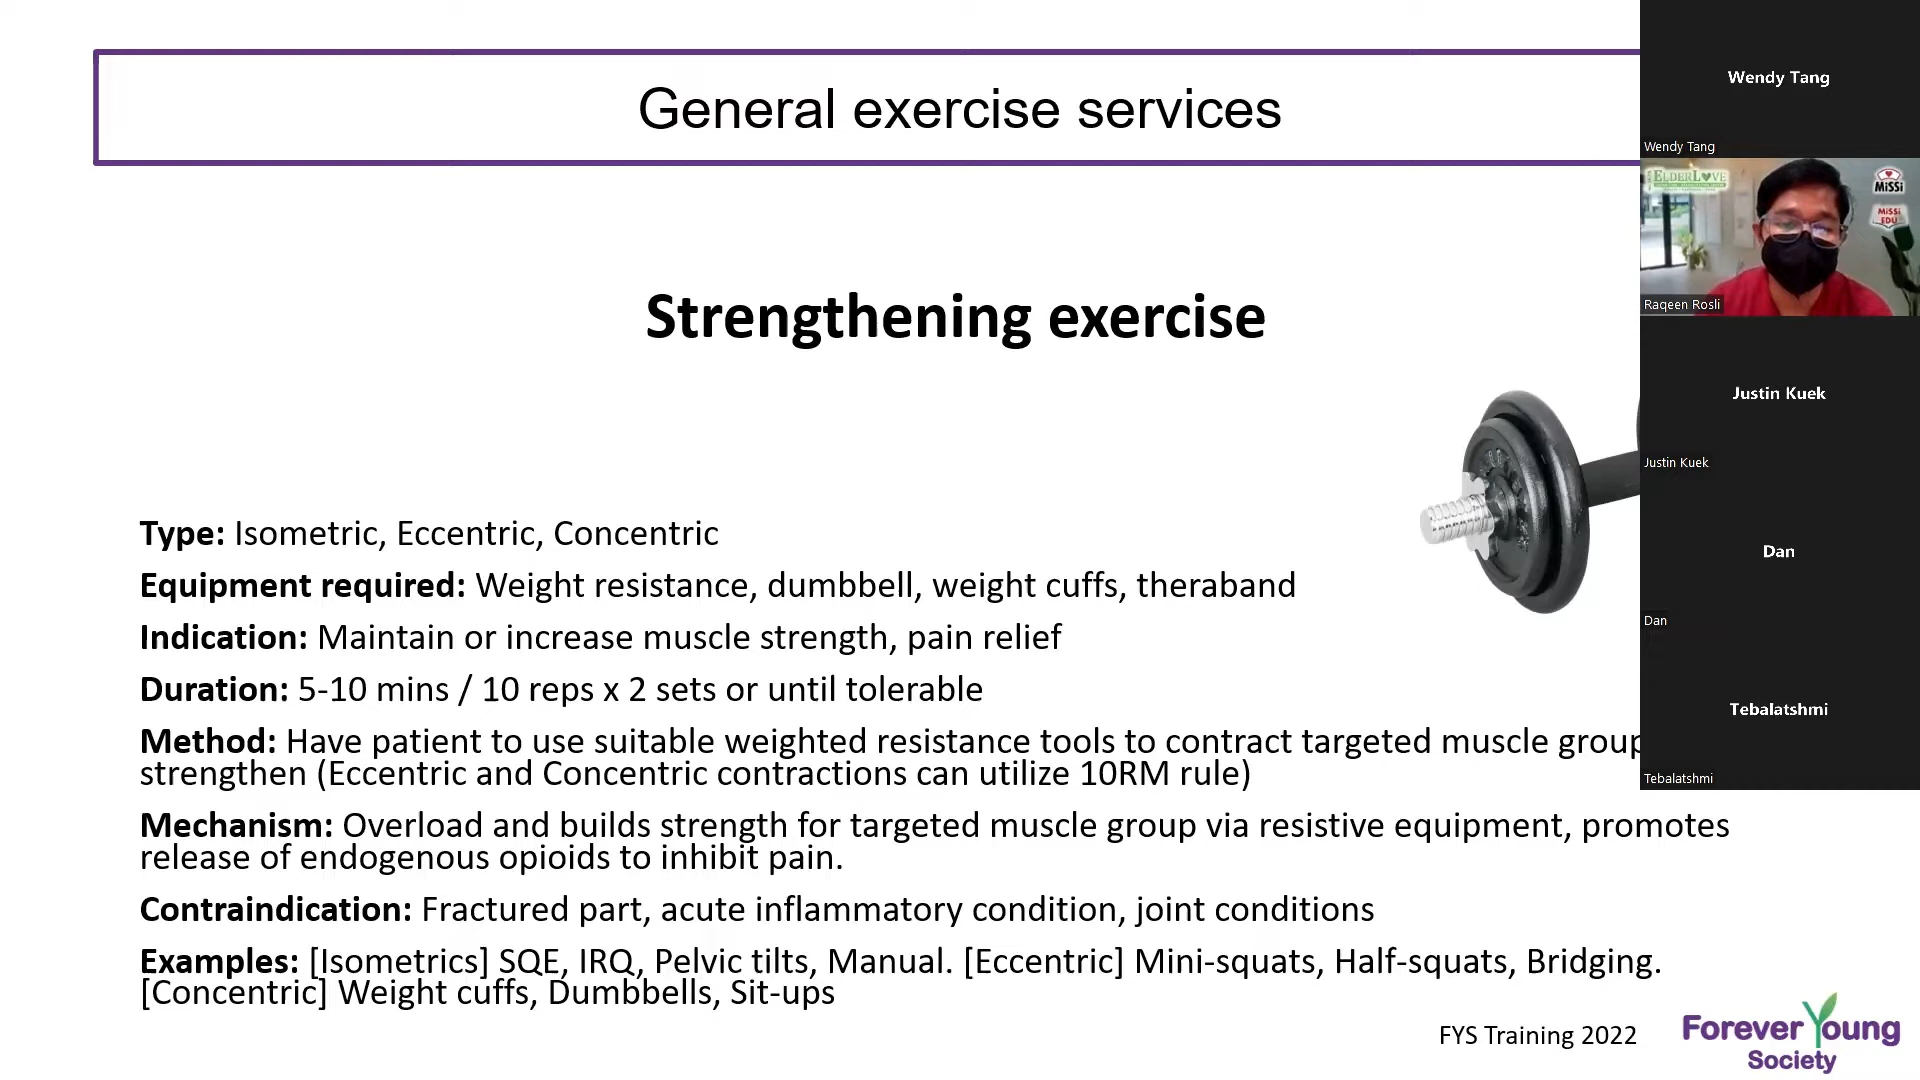 General exercise services
Wendy Tang
Wendy Tang
ELDERLOVE
MiSSi
MiSSi
EDU
Raqeen Rosli
Strengthening exercise
Justin Kuek
Justin Kuek
Type: Isometric, Eccentric, Concentric
Dan
Equipment required: Weight resistance, dumbbell, weight cuffs, theraband
Dan
Indication: Maintain or increase muscle strength, pain relief
Duration: 5-10 mins / 10 reps x 2 sets or until tolerable
Tebalatshmi
Method: Have patient to use suitable weighted resistance tools to contract targeted muscle group
strengthen (Eccentric and Concentric contractions can utilize 10RM rule)
Tebalatshmi
Mechanism: Overload and builds strength for targeted muscle group via resistive equipment, promotes
release of endogenous opioids to inhibit pain.
Contraindication: Fractured part, acute inflammatory condition, joint conditions
Examples: [Isometrics] SQE, IRQ, Pelvic tilts, Manual. [Eccentric] Mini-squats, Half-squats, Bridging.
[Concentric] Weight cuffs, Dumbbells, Sit-ups
FYS Training 2022
Forever Young
Society